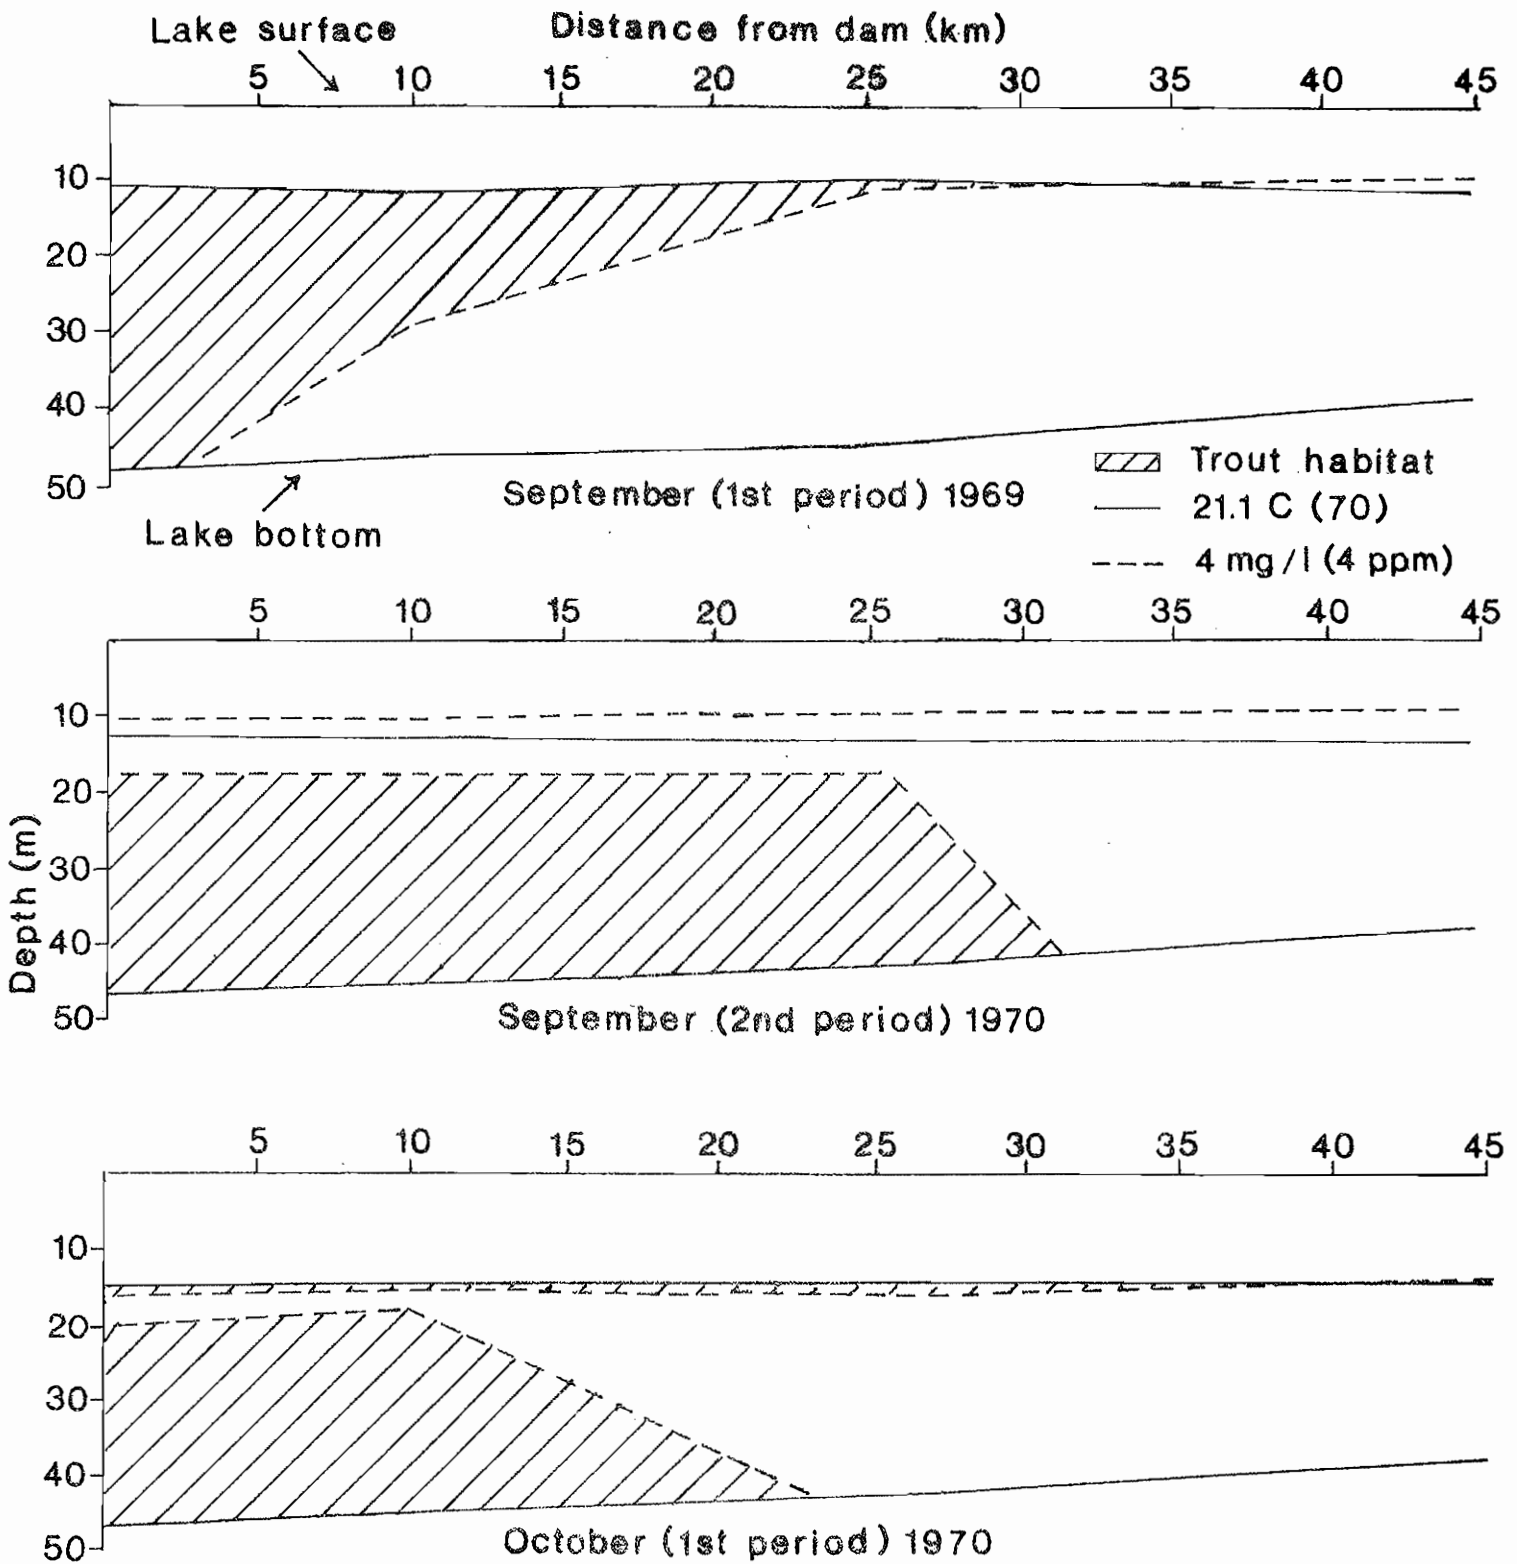 Lake surface
Distance from dam (km)
5 10 15 20 25 30 35 40 45
10
20
30
40
50
Trout habitat
21.1 C (70)
4 mg/l (4 ppm)
September (1st period) 1969
Lake bottom
5 10 15 20 25 30 35 40 45
10
20
30
40
50
Depth (m)
September (2nd period) 1970
5 10 15 20 25 30 35 40 45
10
20
30
40
50
October (1st period) 1970